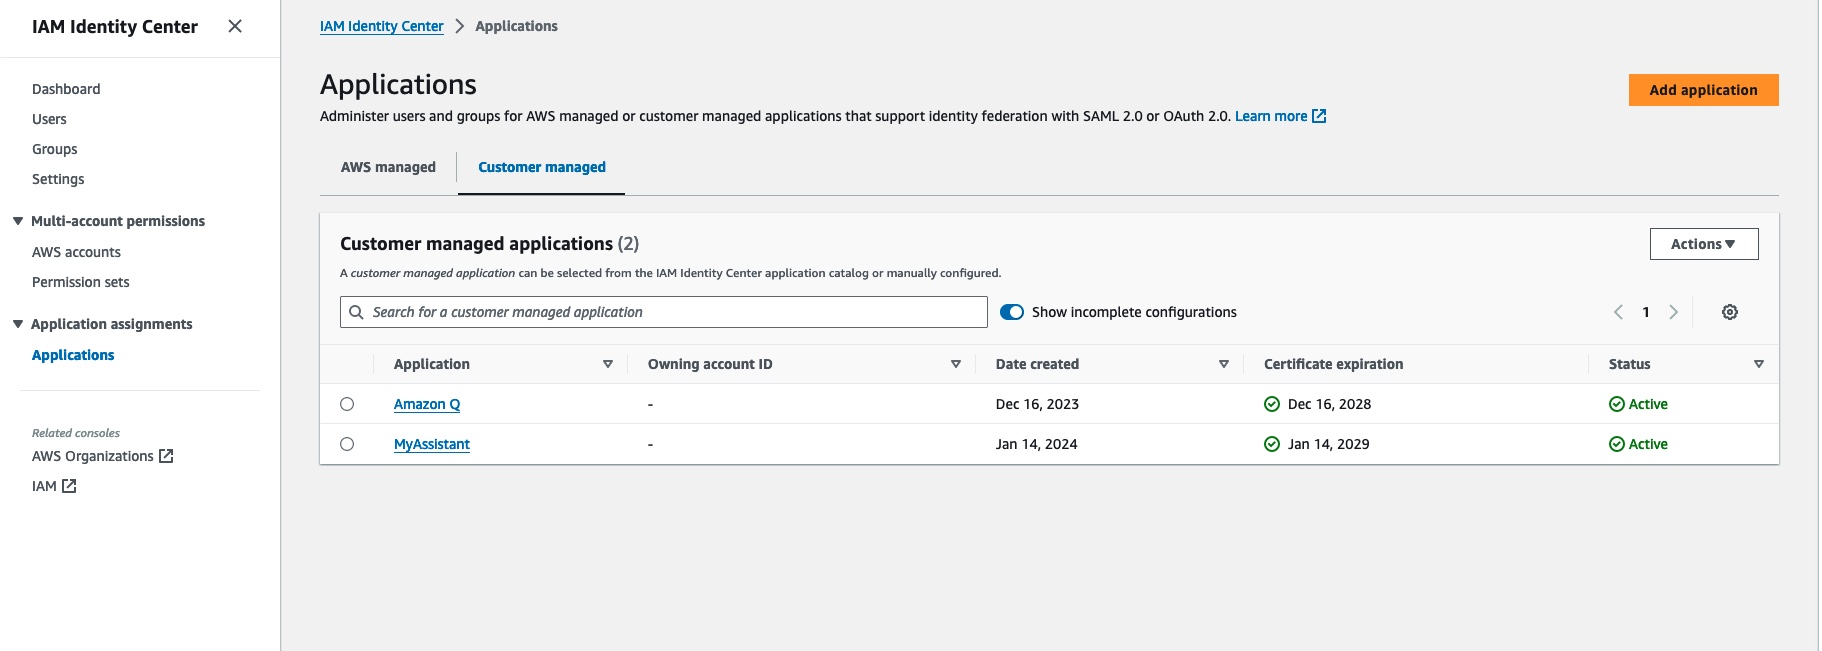 IAM Identity Center
Dashboard
Users
Groups
Settings
Multi-account permissions
AWS accounts
Permission sets
Application assignments
Applications
Related consoles
AWS Organizations
IAM
IAM Identity Center > Applications
Applications
Add application
Administer users and groups for AWS managed or customer managed applications that support identity federation with SAML 2.0 or OAuth 2.0. Learn more
AWS managed Customer managed
Customer managed applications (2)
Actions
A customer managed application can be selected from the IAM Identity Center application catalog or manually configured.
Search for a customer managed application Show incomplete configurations 1
Application Owning account ID Date created Certificate expiration Status
Amazon Q - Dec 16, 2023 Dec 16, 2028 Active
MyAssistant - Jan 14, 2024 Jan 14, 2029 Active